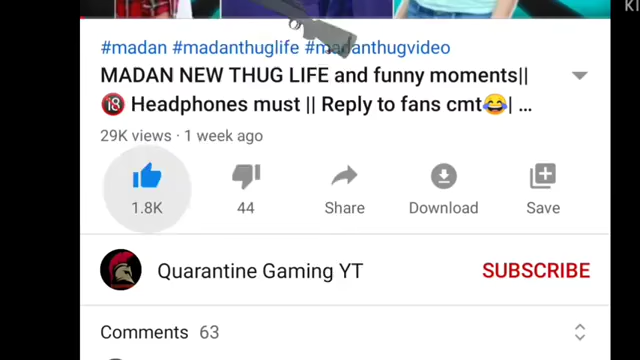 KI
#madan #madanthuglife #madanthugvideo
MADAN NEW THUG LIFE and funny moments||
🔞 Headphones must || Reply to fans cmt😂| ...
29K views · 1 week ago
1.8K 44 Share Download Save
Quarantine Gaming YT SUBSCRIBE
Comments 63